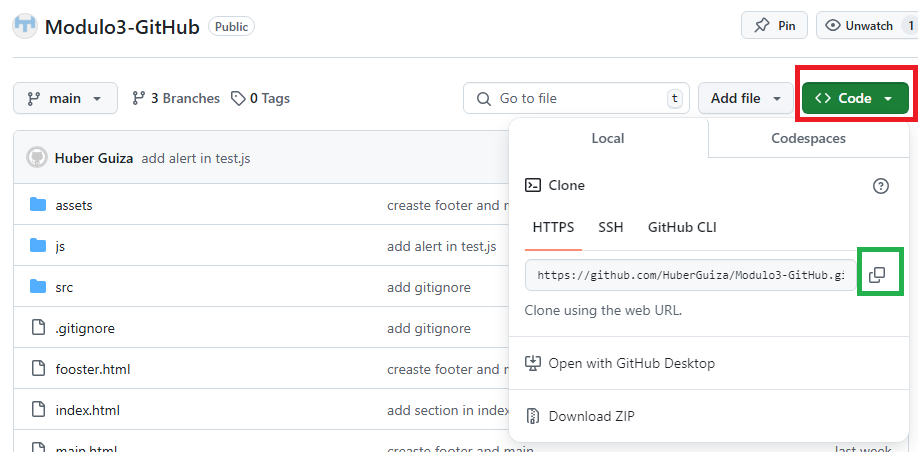 Modulo3-GitHub Public Pin Unwatch 1
main 3 Branches 0 Tags Go to file t Add file <> Code
Huber Guiza add alert in test.js
assets creaste footer and m
js add alert in test.js
src add gitignore
.gitignore add gitignore
fooster.html creaste footer and m
index.html add section in index
main.html creaste footer and main last week
Local Codespaces
Clone
HTTPS SSH GitHub CLI
https://github.com/HuberGuiza/Modulo3-GitHub.gi
Clone using the web URL.
Open with GitHub Desktop
Download ZIP